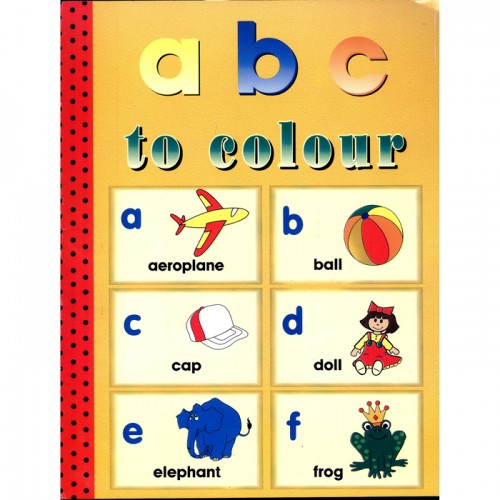 a b c
to colour
a
aeroplane
b
ball
c
cap
d
doll
e
elephant
f
frog